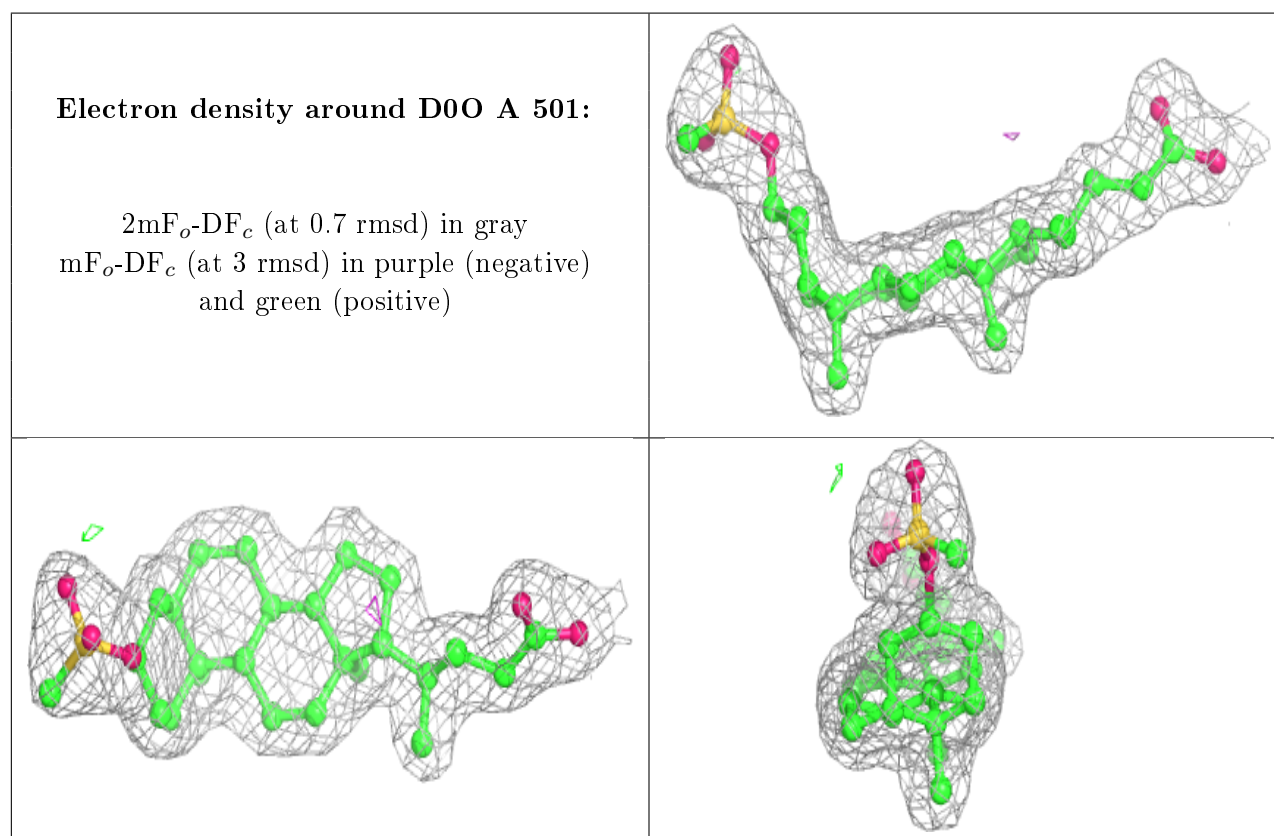 Electron density around D0O A 501:
2mFo-DFc (at 0.7 rmsd) in gray
mFo-DFc (at 3 rmsd) in purple (negative)
and green (positive)